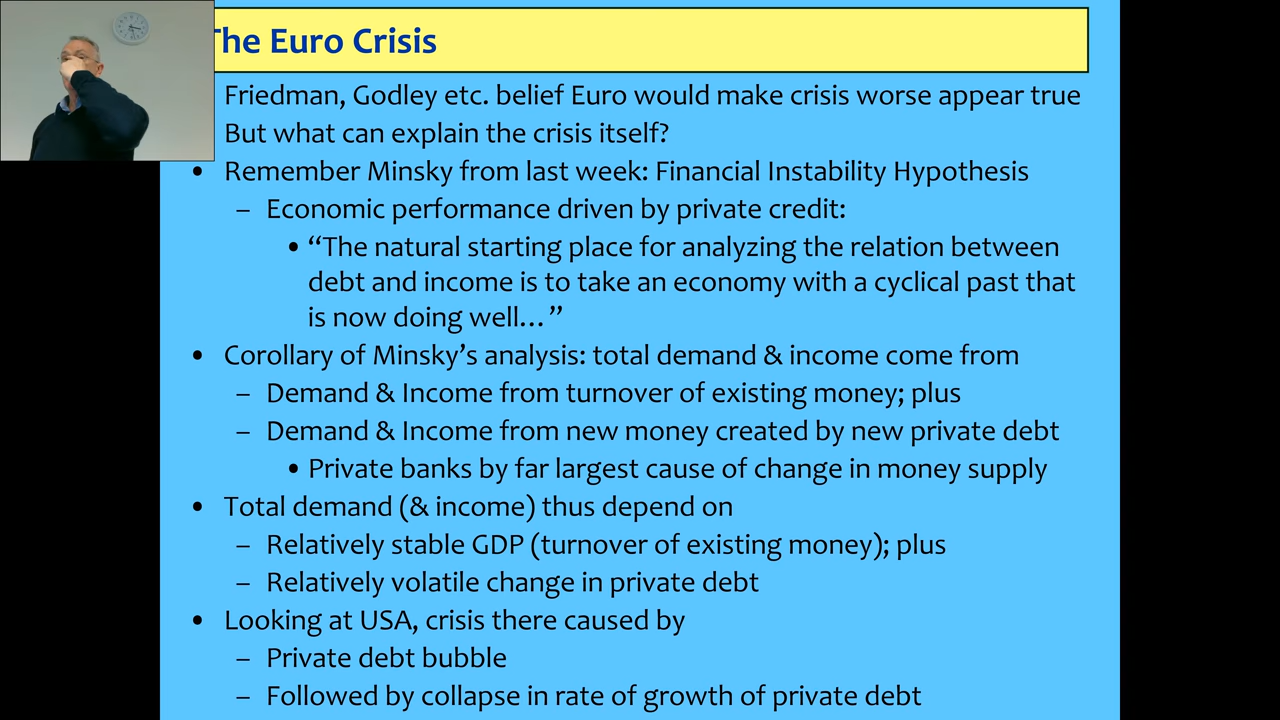 The Euro Crisis
Friedman, Godley etc. belief Euro would make crisis worse appear true
But what can explain the crisis itself?
• Remember Minsky from last week: Financial Instability Hypothesis
– Economic performance driven by private credit:
• “The natural starting place for analyzing the relation between
debt and income is to take an economy with a cyclical past that
is now doing well…”
• Corollary of Minsky’s analysis: total demand & income come from
– Demand & Income from turnover of existing money; plus
– Demand & Income from new money created by new private debt
• Private banks by far largest cause of change in money supply
• Total demand (& income) thus depend on
– Relatively stable GDP (turnover of existing money); plus
– Relatively volatile change in private debt
• Looking at USA, crisis there caused by
– Private debt bubble
– Followed by collapse in rate of growth of private debt